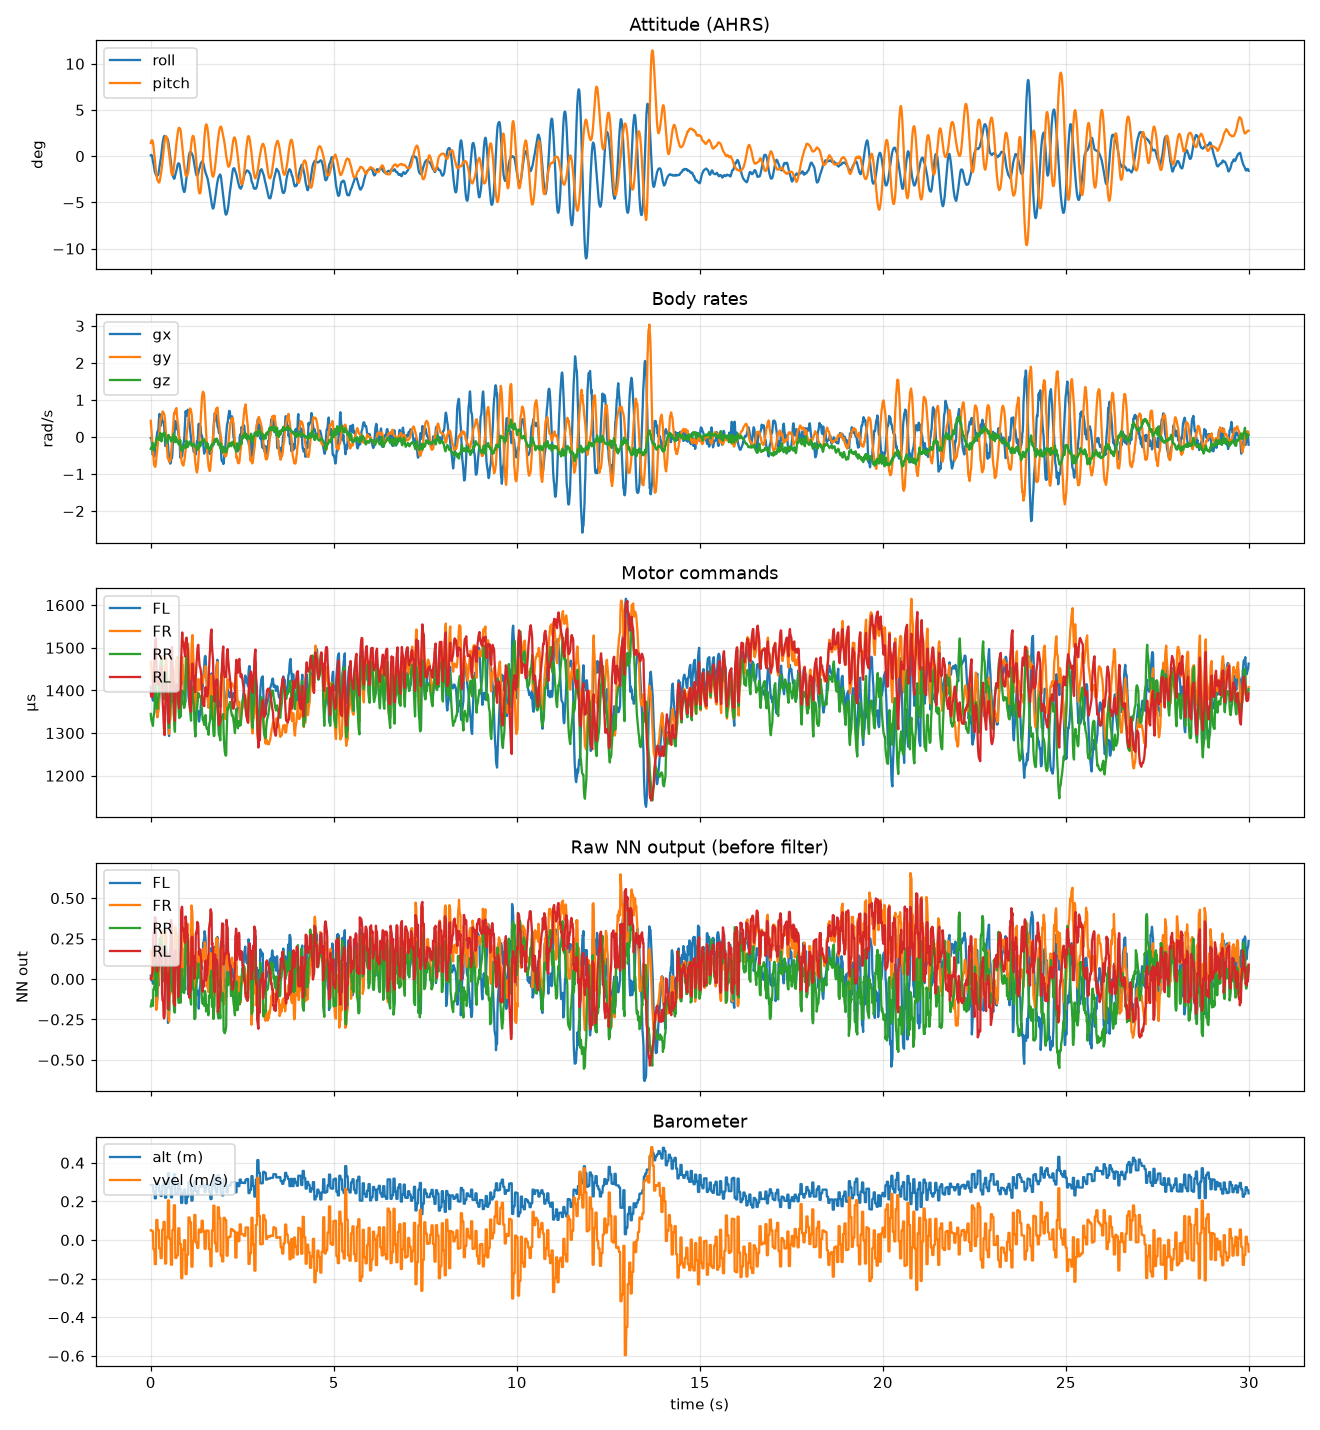 Attitude (AHRS)
roll
pitch
10
5
0
−5
−10
deg
Body rates
gx
gy
gz
3
2
1
0
−1
−2
rad/s
Motor commands
FL
FR
RR
RL
1600
1500
1400
1300
1200
µs
Raw NN output (before filter)
FL
FR
RR
RL
0.50
0.25
0.00
−0.25
−0.50
NN out
Barometer
alt (m)
vvel (m/s)
0.4
0.2
0.0
−0.2
−0.4
−0.6
0 5 10 15 20 25 30
time (s)